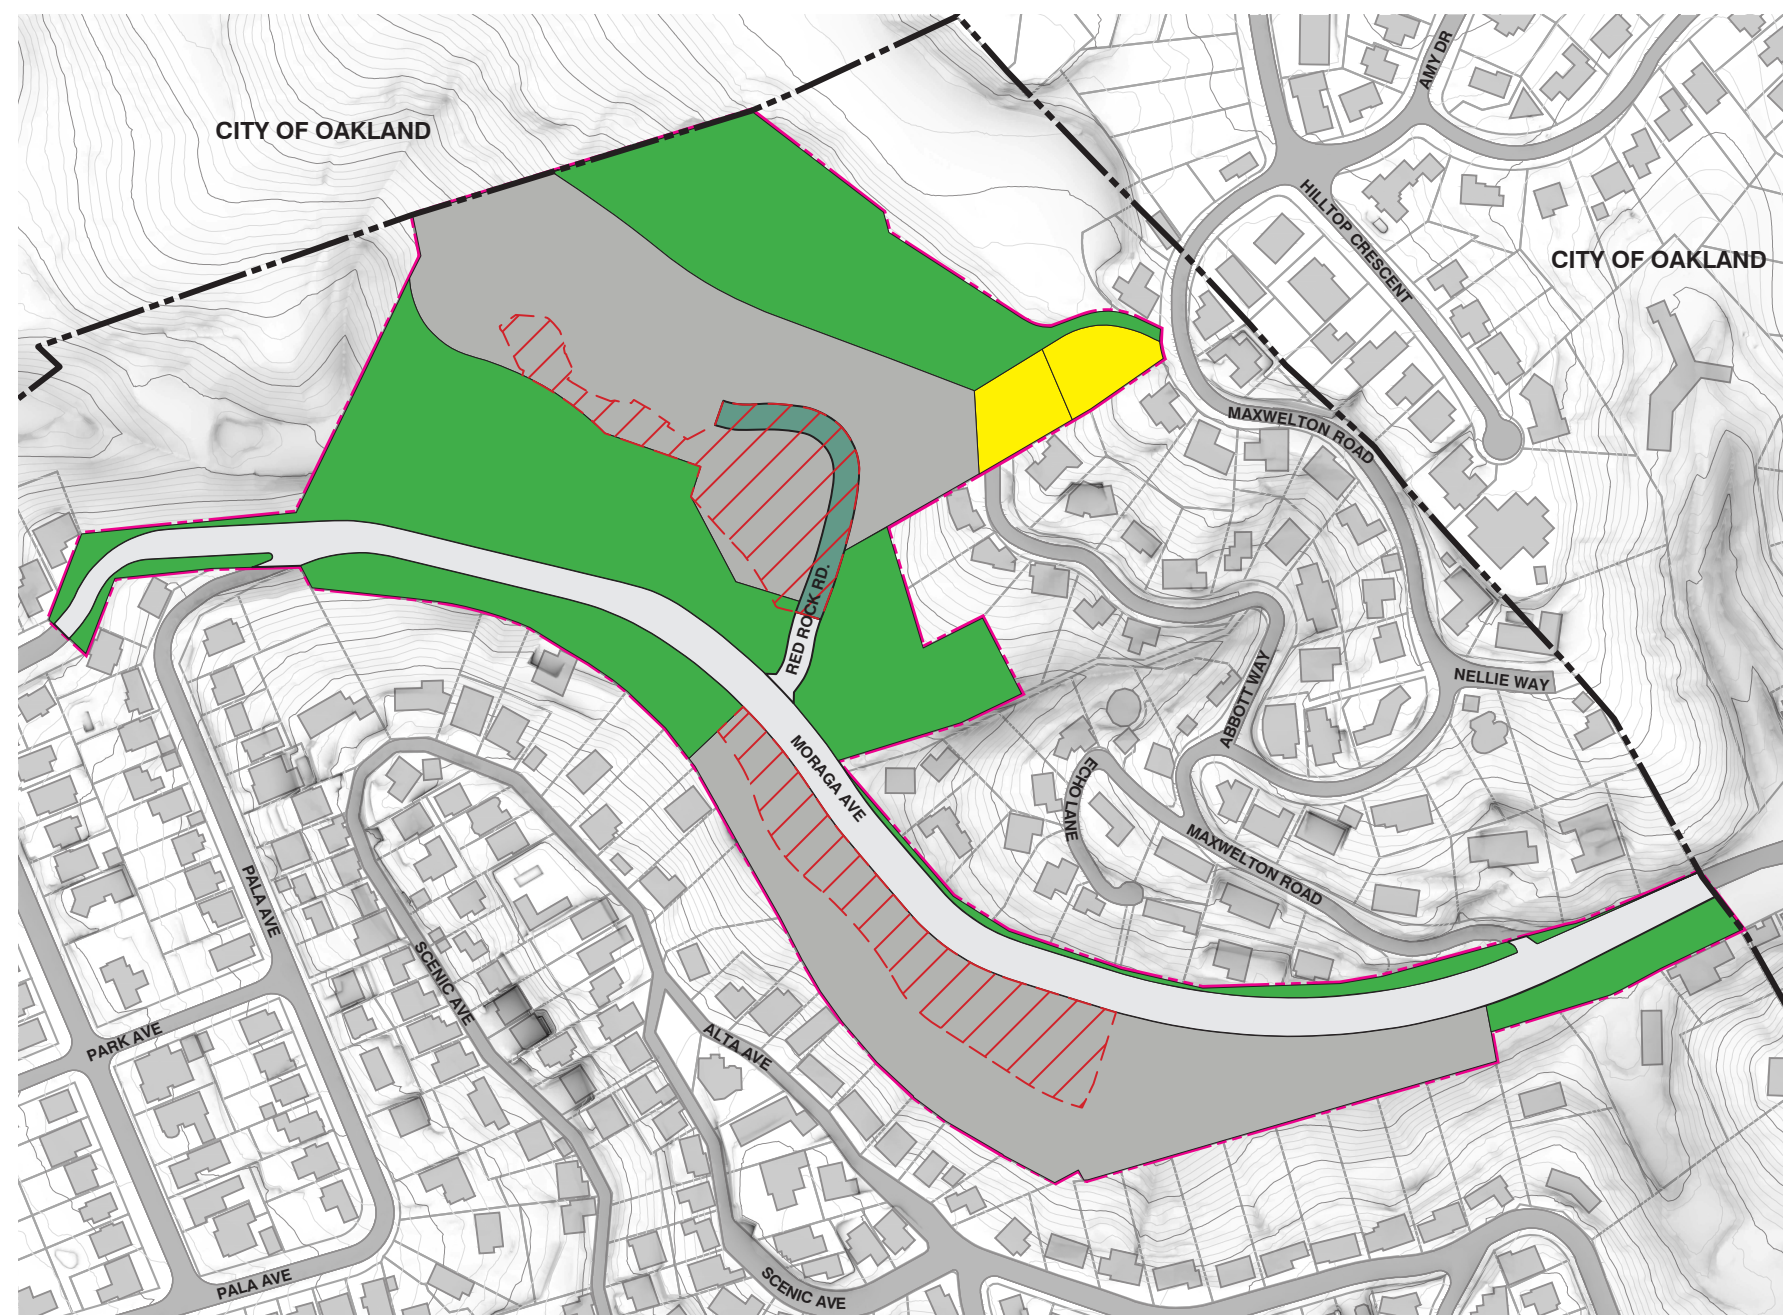 AMY DR
CITY OF OAKLAND
HILLTOP CRESCENT
CITY OF OAKLAND
MAXWELTON ROAD
RED ROCK RD.
NELLIE WAY
ABBOTT WAY
MORAGA AVE
ECHO LANE
MAXWELTON ROAD
PALA AVE
SCENIC AVE
PARK AVE
ALTA AVE
PALA AVE
SCENIC AVE